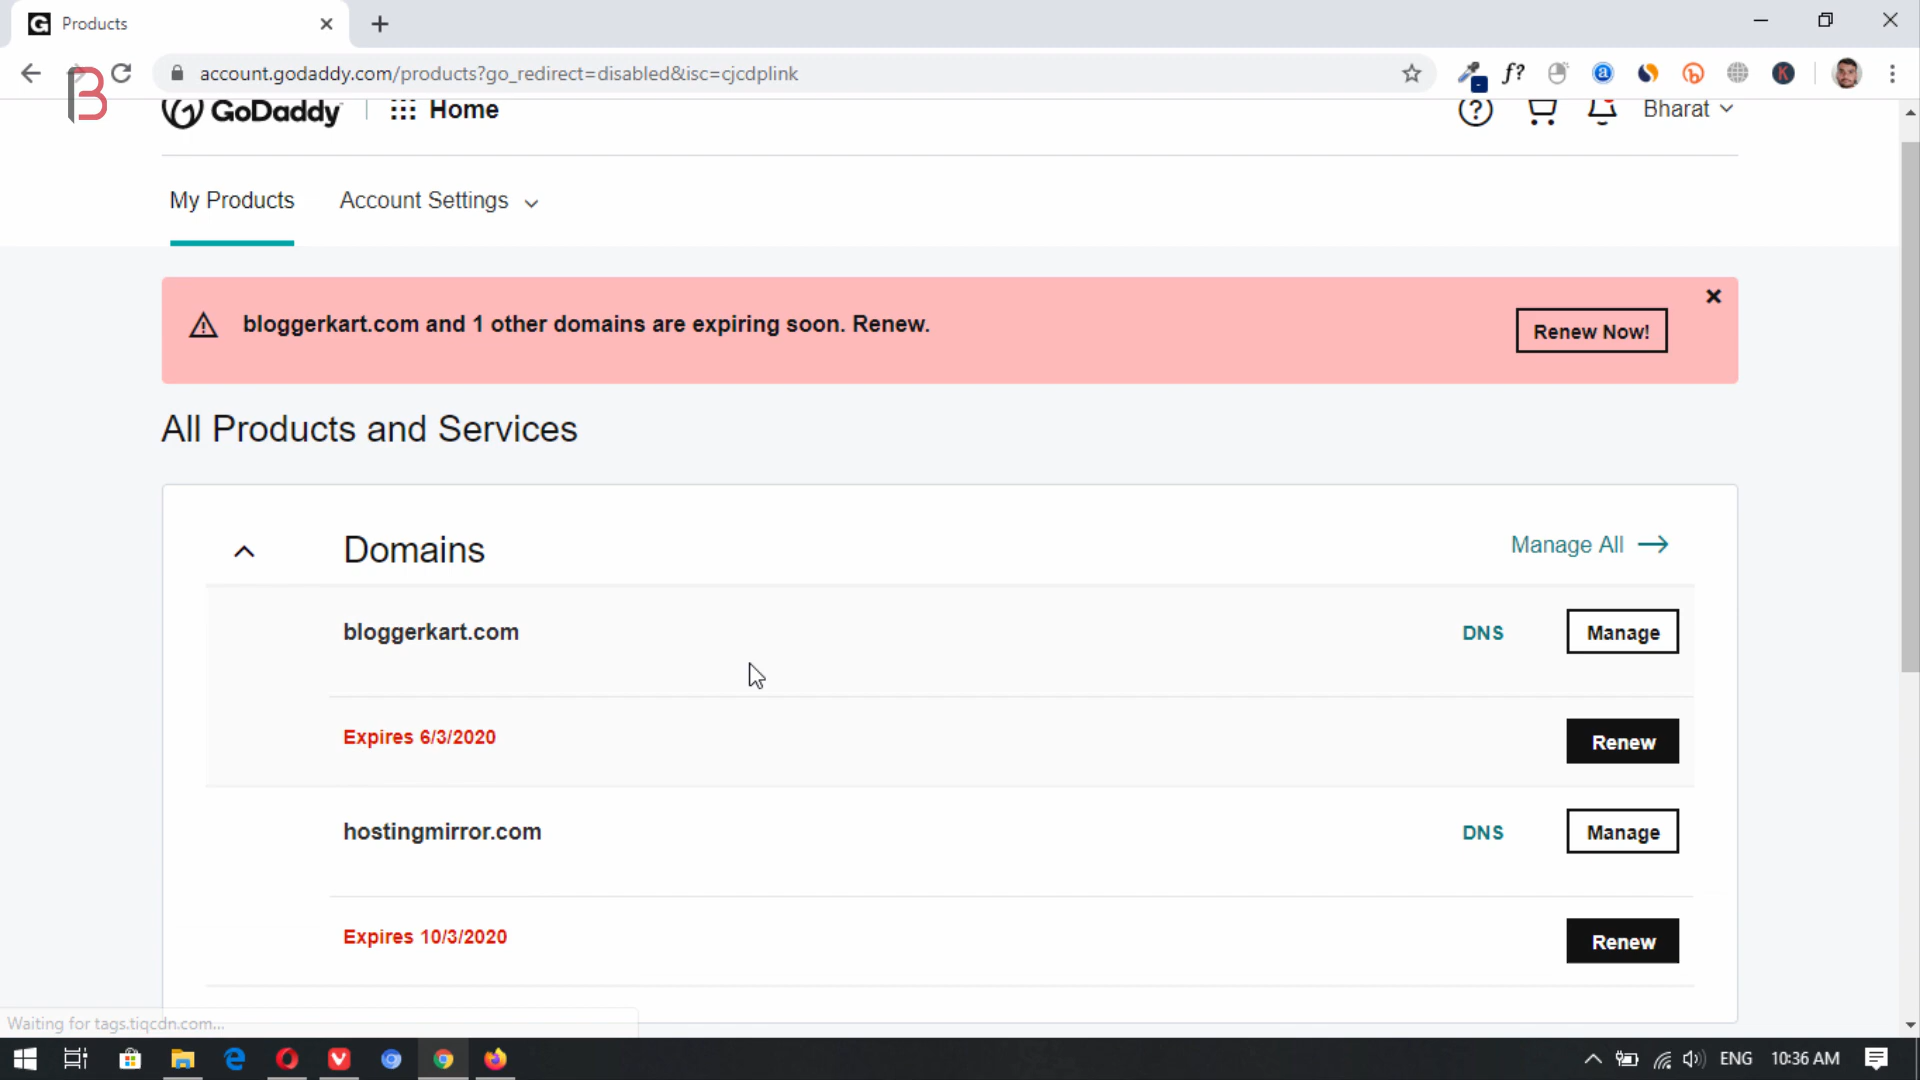 Products
account.godaddy.com/products?go_redirect=disabled&isc=cjcdplink
f?
GoDaddy
Home
Bharat
My Products
Account Settings
bloggerkart.com and 1 other domains are expiring soon. Renew.
Renew Now!
All Products and Services
Domains
Manage All
bloggerkart.com
DNS
Manage
Expires 6/3/2020
Renew
hostingmirror.com
DNS
Manage
Expires 10/3/2020
Renew
Waiting for tags.tiqcdn.com...
ENG
10:36 AM